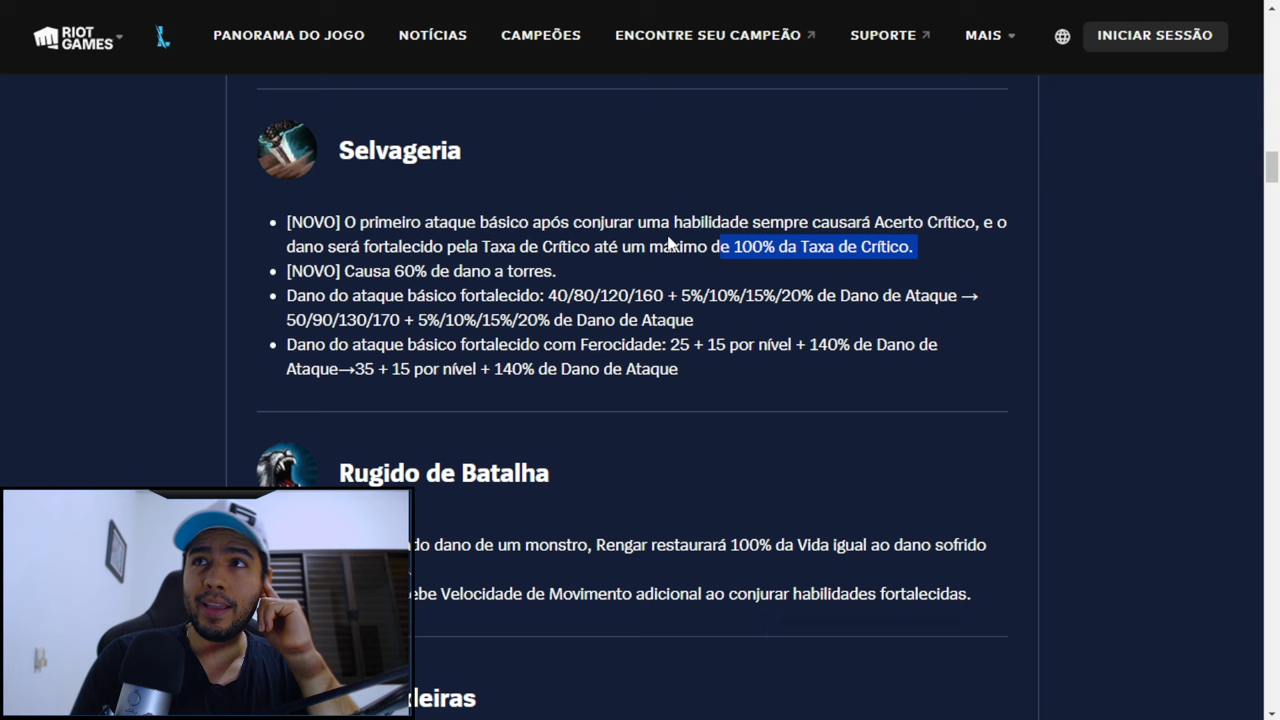 RIOT GAMES
PANORAMA DO JOGO NOTÍCIAS CAMPEÕES ENCONTRE SEU CAMPEÃO SUPORTE MAIS INICIAR SESSÃO
Selvageria
[NOVO] O primeiro ataque básico após conjurar uma habilidade sempre causará Acerto Crítico, e o
dano será fortalecido pela Taxa de Crítico até um máximo de 100% da Taxa de Crítico.
[NOVO] Causa 60% de dano a torres.
Dano do ataque básico fortalecido: 40/80/120/160 + 5%/10%/15%/20% de Dano de Ataque →
50/90/130/170 + 5%/10%/15%/20% de Dano de Ataque
Dano do ataque básico fortalecido com Ferocidade: 25 + 15 por nível + 140% de Dano de
Ataque→35 + 15 por nível + 140% de Dano de Ataque
Rugido de Batalha
do dano de um monstro, Rengar restaurará 100% da Vida igual ao dano sofrido
ebe Velocidade de Movimento adicional ao conjurar habilidades fortalecidas.
leiras